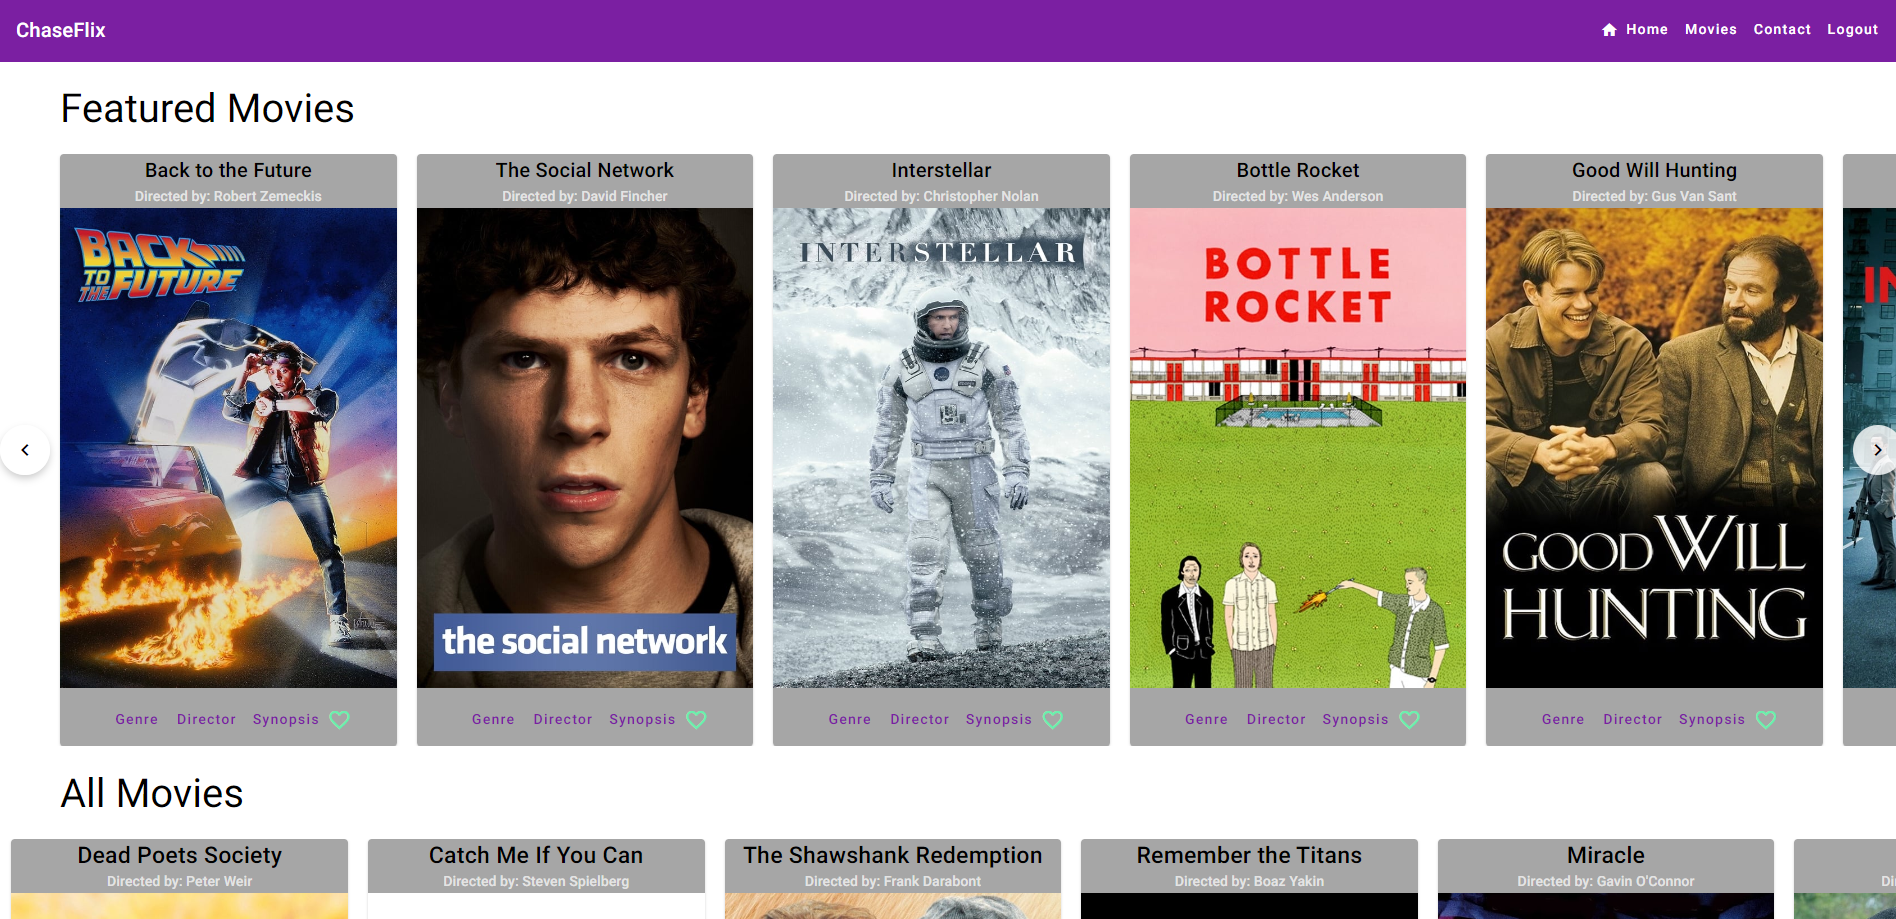 ChaseFlix
Home Movies Contact Logout
Featured Movies
Back to the Future
Directed by: Robert Zemeckis
BACK
TO
THE FUTURE
Genre Director Synopsis
The Social Network
Directed by: David Fincher
the social network
Genre Director Synopsis
Interstellar
Directed by: Christopher Nolan
INTERSTELLAR
Genre Director Synopsis
Bottle Rocket
Directed by: Wes Anderson
BOTTLE
ROCKET
Genre Director Synopsis
Good Will Hunting
Directed by: Gus Van Sant
GOOD WILL
HUNTING
Genre Director Synopsis
IN
All Movies
Dead Poets Society
Directed by: Peter Weir
Catch Me If You Can
Directed by: Steven Spielberg
The Shawshank Redemption
Directed by: Frank Darabont
Remember the Titans
Directed by: Boaz Yakin
Miracle
Directed by: Gavin O'Connor
Di